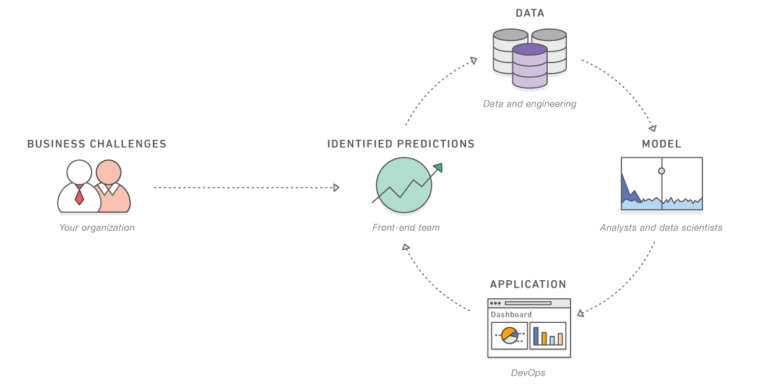 DATA
Data and engineering
BUSINESS CHALLENGES
Your organization
IDENTIFIED PREDICTIONS
Front-end team
MODEL
Analysts and data scientists
APPLICATION
Dashboard
DevOps